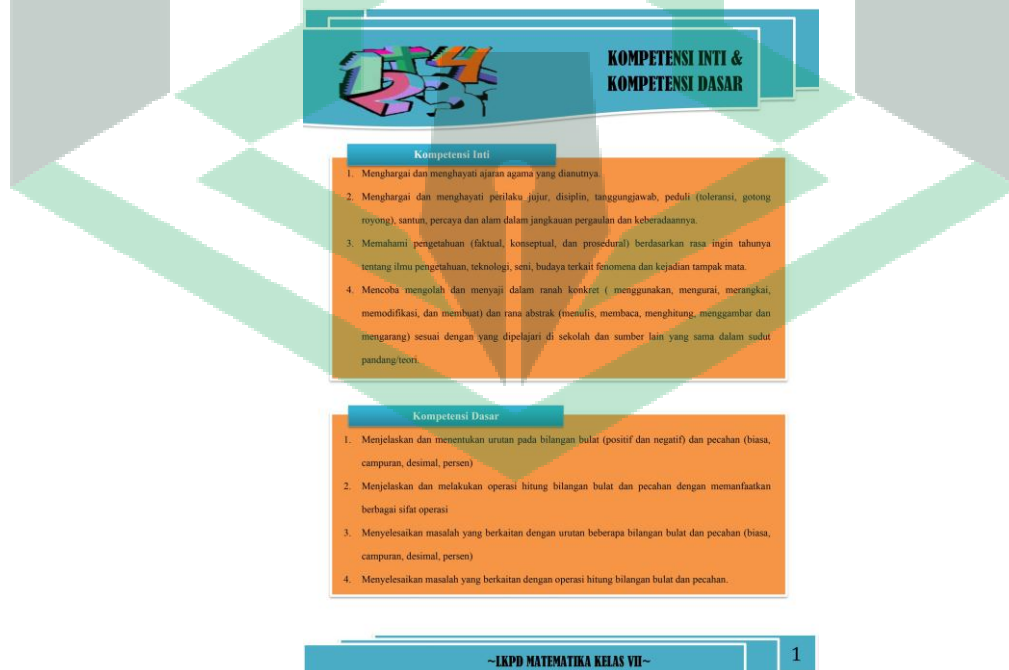 KOMPETENSI INTI &
KOMPETENSI DASAR
Kompetensi Inti
1. Menghargai dan menghayati ajaran agama yang dianutnya.
2. Menghargai dan menghayati perilaku jujur, disiplin, tanggungjawab, peduli (toleransi, gotong
royong), santun, percaya dan alam dalam jangkauan pergaulan dan keberadaannya.
3. Memahami pengetahuan (faktual, konseptual, dan prosedural) berdasarkan rasa ingin tahunya
tentang ilmu pengetahuan, teknologi, seni, budaya terkait fenomena dan kejadian tampak mata.
4. Mencoba mengolah dan menyaji dalam ranah konkret ( menggunakan, mengurai, merangkai,
memodifikasi, dan membuat) dan rana abstrak (menulis, membaca, menghitung, menggambar dan
mengarang) sesuai dengan yang dipelajari di sekolah dan sumber lain yang sama dalam sudut
pandang/teori.
Kompetensi Dasar
1. Menjelaskan dan menentukan urutan pada bilangan bulat (positif dan negatif) dan pecahan (biasa,
campuran, desimal, persen)
2. Menjelaskan dan melakukan operasi hitung bilangan bulat dan pecahan dengan memanfaatkan
berbagai sifat operasi
3. Menyelesaikan masalah yang berkaitan dengan urutan beberapa bilangan bulat dan pecahan (biasa,
campuran, desimal, persen)
4. Menyelesaikan masalah yang berkaitan dengan operasi hitung bilangan bulat dan pecahan.
~LKPD MATEMATIKA KELAS VII~
1